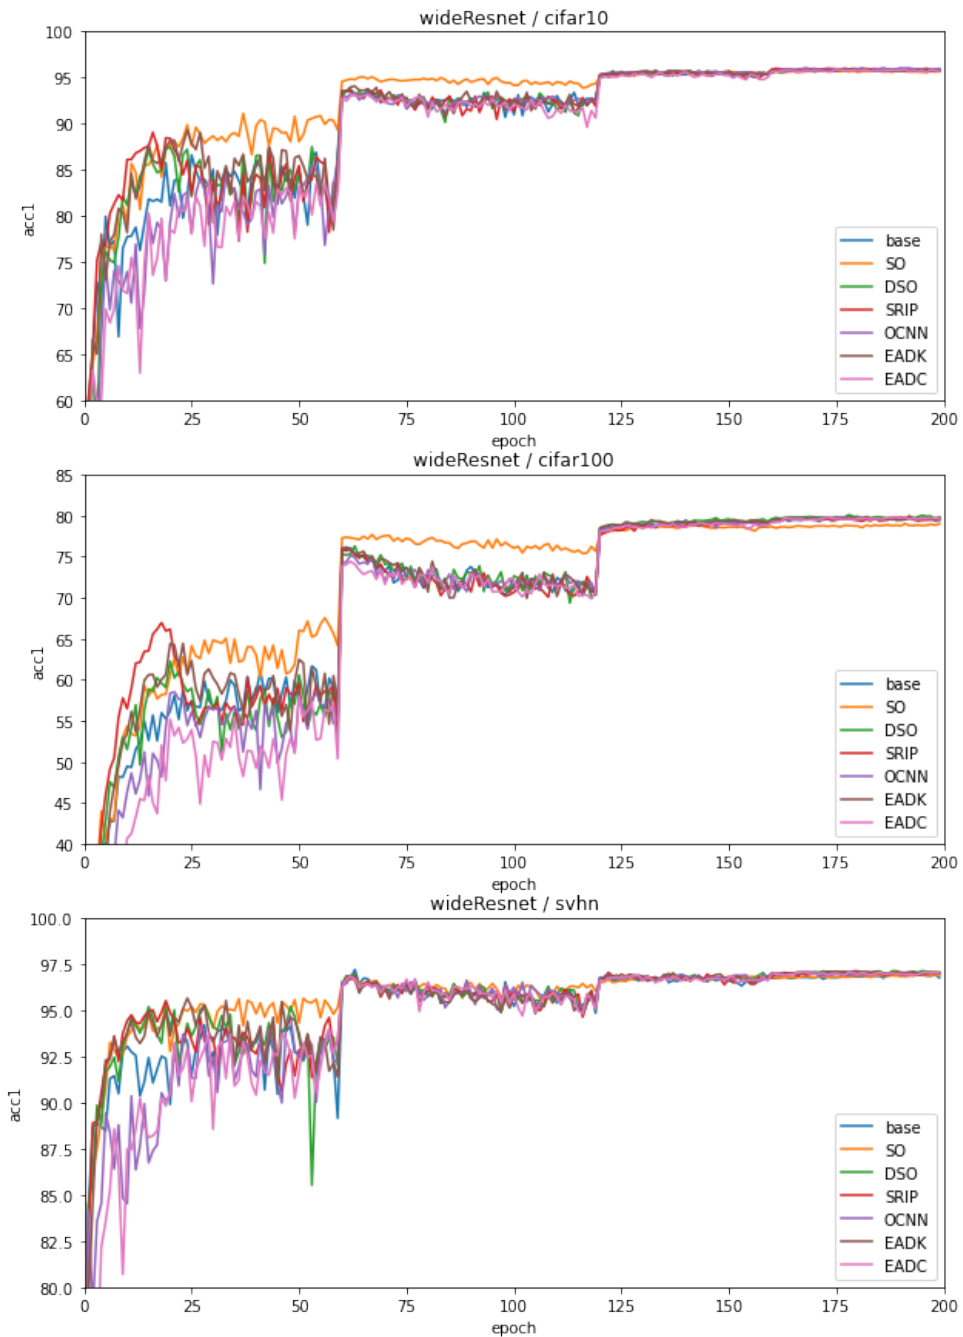 wideResnet / cifar10
100
95
90
85
80
75
70
65
60
acc1
base
SO
DSO
SRIP
OCNN
EADK
EADC
0 25 50 75 100 125 150 175 200
epoch
wideResnet / cifar100
85
80
75
70
65
60
55
50
45
40
acc1
base
SO
DSO
SRIP
OCNN
EADK
EADC
0 25 50 75 100 125 150 175 200
epoch
wideResnet / svhn
100.0
97.5
95.0
92.5
90.0
87.5
85.0
82.5
80.0
acc1
base
SO
DSO
SRIP
OCNN
EADK
EADC
0 25 50 75 100 125 150 175 200
epoch